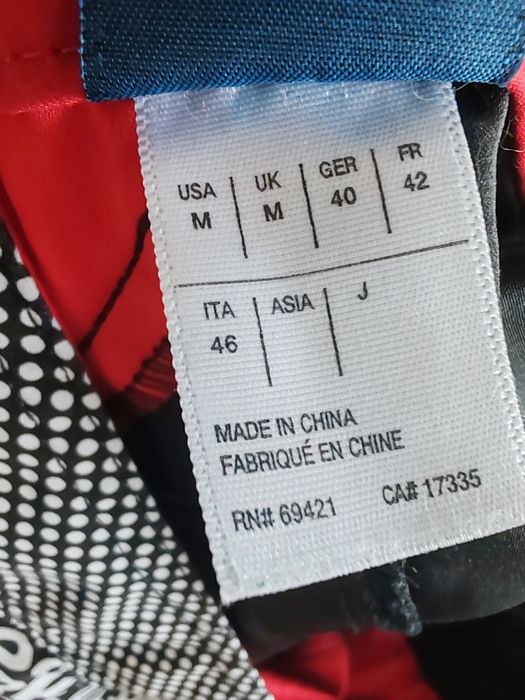 USA UK GER FR
M M 40 42
ITA ASIA J
46
MADE IN CHINA
FABRIQUÉ EN CHINE
RN# 69421 CA# 17335